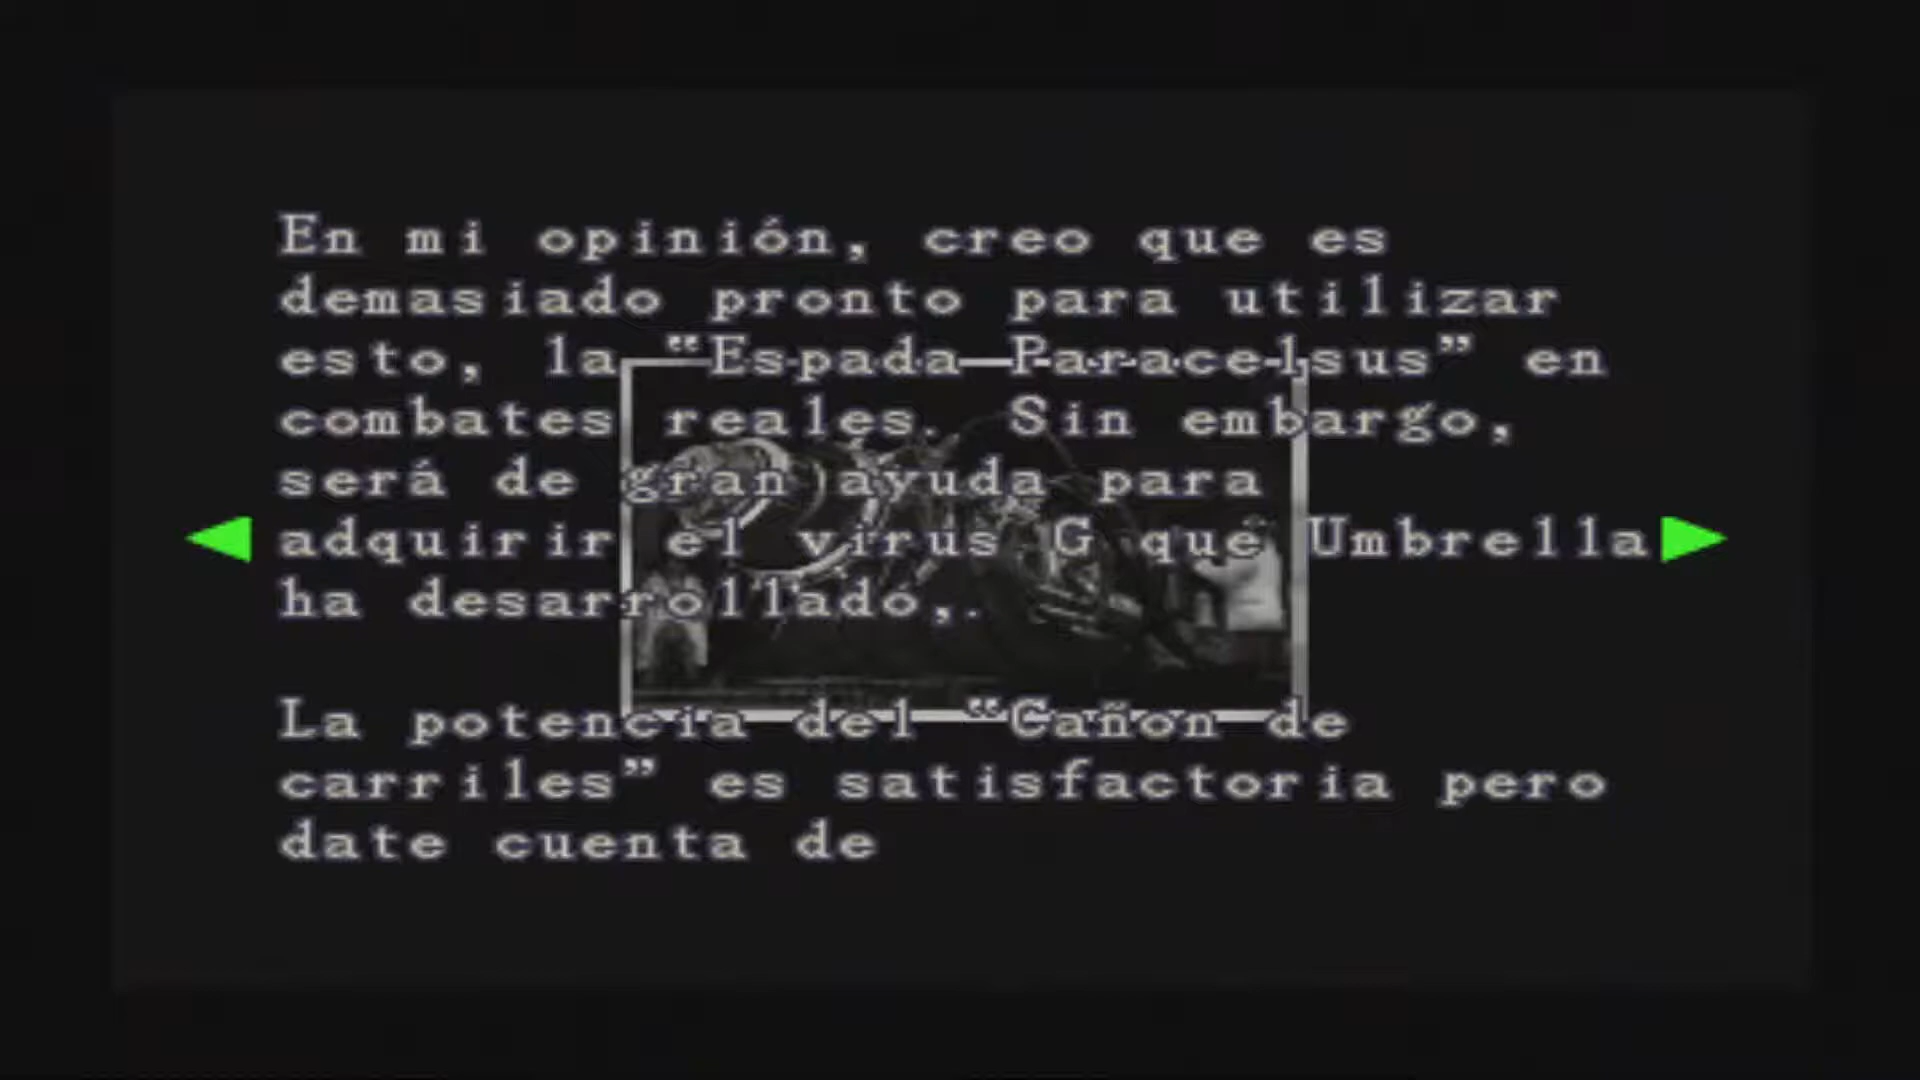 En mi opinión, creo que es
demasiado pronto para utilizar
esto, la “Espada Paracelsus” en
combates reales. Sin embargo,
será de gran ayuda para
adquirir el virus G que Umbrella
ha desarrollado,.
La potencia del “Cañon de
carriles” es satisfactoria pero
date cuenta de